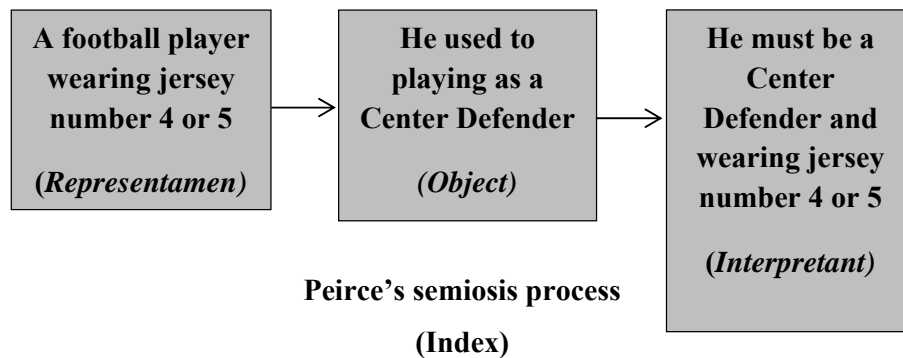 A football player
wearing jersey
number 4 or 5
(Representamen)
He used to
playing as a
Center Defender
(Object)
He must be a
Center
Defender and
wearing jersey
number 4 or 5
(Interpretant)
Peirce’s semiosis process
(Index)